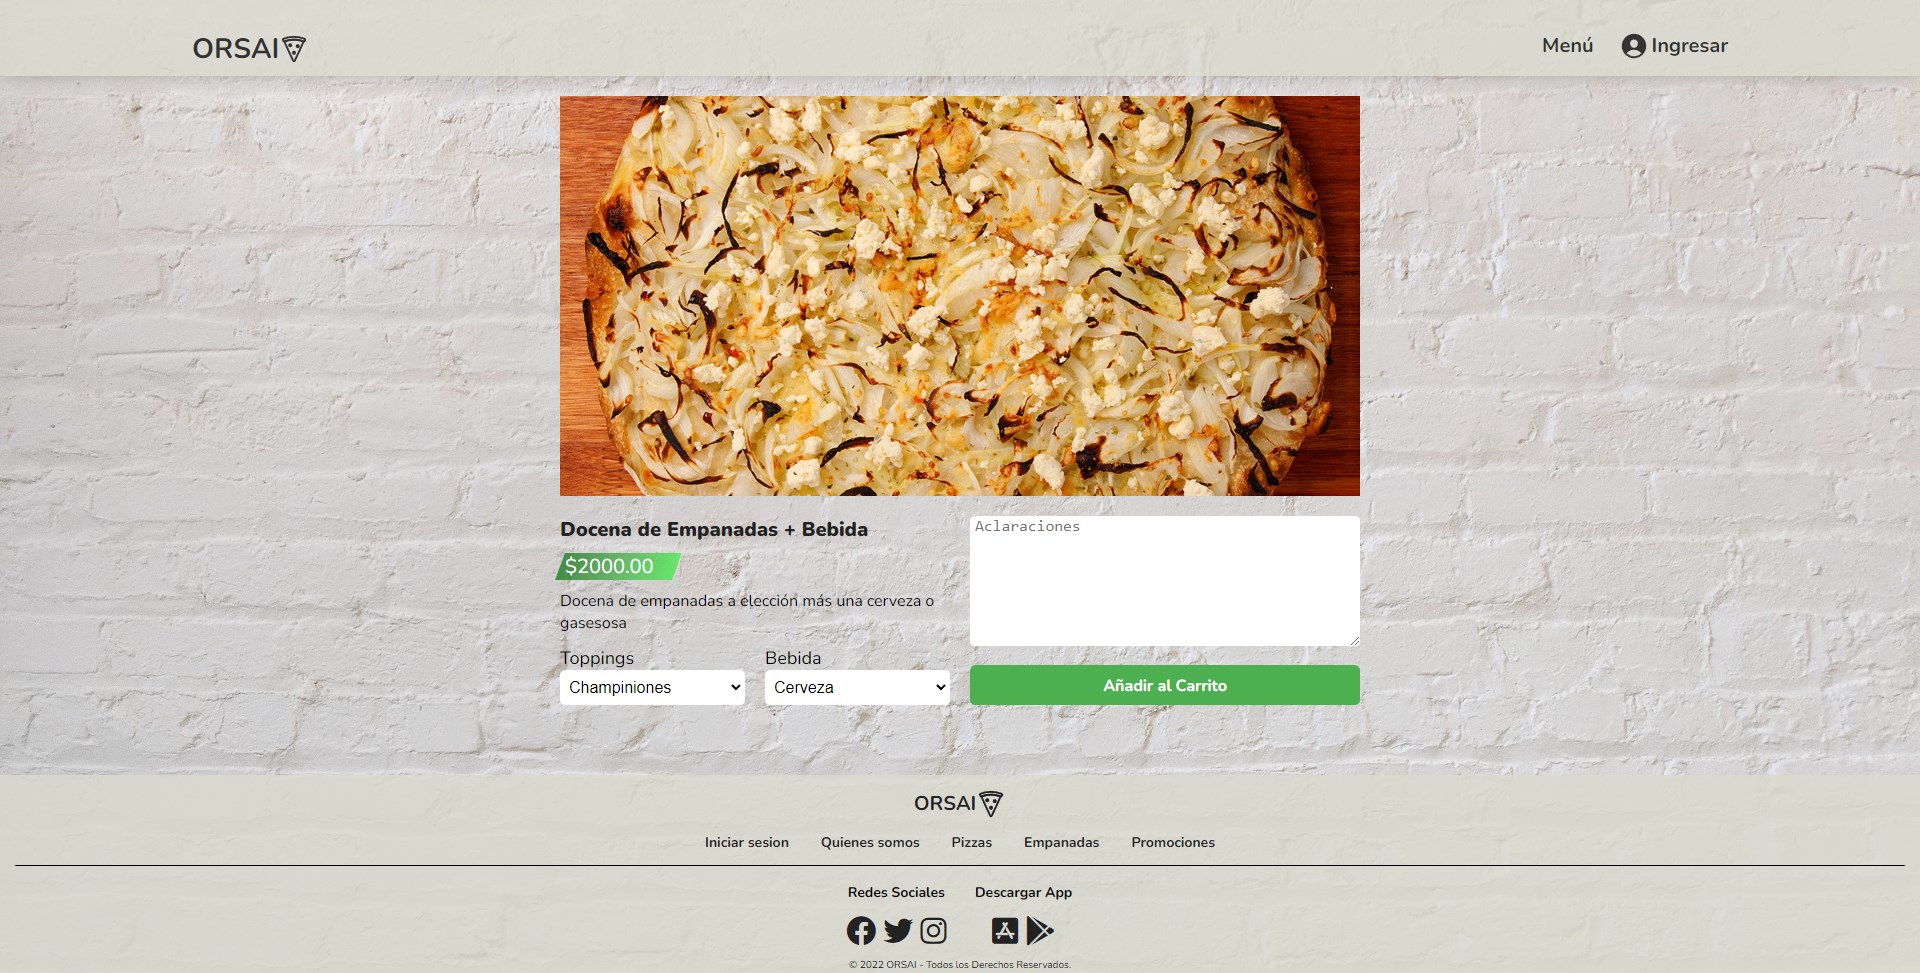 ORSAI
Menú
Ingresar
Docena de Empanadas + Bebida
$2000.00
Docena de empanadas a elección más una cerveza o
gasesosa
Toppings
Bebida
Champiniones
Cerveza
Aclaraciones
Añadir al Carrito
ORSAI
Iniciar sesion
Quienes somos
Pizzas
Empanadas
Promociones
Redes Sociales
Descargar App
© 2022 ORSAI - Todos los Derechos Reservados.